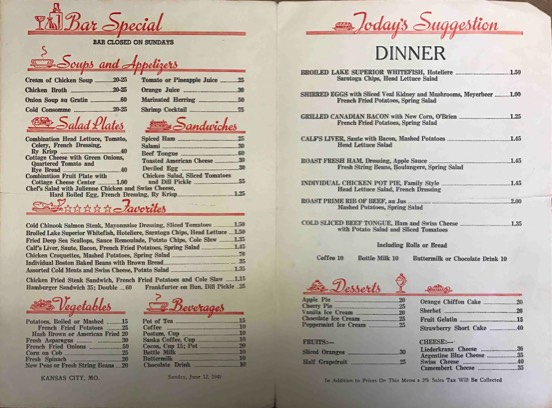 Bar Special
BAR CLOSED ON SUNDAYS
Soups and Appetizers
Cream of Chicken Soup 20-25
Chicken Broth 20-25
Onion Soup au Gratin .60
Cold Consomme 20-25
Tomato or Pineapple Juice .25
Orange Juice
Marinated Herring .50
Shrimp Cocktail .75
Salad Plates
Combination Head Lettuce, Tomato,
Celery, French Dressing,
Ry Krisp .40
Cottage Cheese with Green Onions,
Quartered Tomato and
Rye Bread .40
Combination Fruit Plate with
Cottage Cheese Center 1.00
Chef's Salad with Julienne Chicken and Swiss Cheese,
Hard Boiled Egg, French Dressing, Ry Krisp 1.25
Sandwiches
Spiced Ham .25
Salami .30
Beef Tongue .60
Toasted American Cheese .30
Deviled Egg .30
Chicken Salad, Sliced Tomatoes
and Dill Pickle .35
Favorites
Cold Chinook Salmon Steak, Mayonnaise Dressing, Sliced Tomatoes 1.50
Broiled Lake Superior Whitefish, Hoteliere, Saratoga Chips, Head Lettuce 1.50
Fried Deep Sea Scallops, Sauce Remoulade, Potato Chips, Cole Slaw 1.25
Calf's Liver, Saute, Bacon, French Fried Potatoes, Spring Salad 1.45
Chicken Croquettes, Mashed Potatoes, Spring Salad .70
Individual Boston Baked Beans with Brown Bread .35
Assorted Cold Meats and Swiss Cheese, Potato Salad 1.35
Chicken Fried Steak Sandwich, French Fried Potatoes and Cole Slaw 1.15
Hamburger Sandwich 35; Double .60 Frankfurter on Bun, Dill Pickle .25
Vegetables
Potatoes, Boiled or Mashed .15
French Fried Potatoes .25
Hash Brown or American Fried 20
Fresh Asparagus .30
French Fried Onions .50
Corn on Cob .25
Fresh Spinach .20
New Peas or Fresh String Beans .20
Beverages
Pot of Tea .15
Coffee .10
Postum, Cup .10
Sanka Coffee, Cup .10
Cocoa, Cup 15; Pot .20
Bottle Milk .10
Buttermilk .10
Chocolate Drink .10
KANSAS CITY, MO.
Sunday, June
Today's Suggestion
DINNER
BROILED LAKE SUPERIOR WHITEFISH, Hoteliere 1.50
Saratoga Chips, Head Lettuce Salad
SHIRRED EGGS with Sliced Veal Kidney and Mushrooms, Meyerbeer 1.00
French Fried Potatoes, Spring Salad
GRILLED CANADIAN BACON with New Corn, O'Brien 1.25
French Fried Potatoes, Spring Salad
CALF'S LIVER, Saute with Bacon, Mashed Potatoes 1.45
Head Lettuce Salad
ROAST FRESH HAM, Dressing, Apple Sauce 1.45
Fresh String Beans, Boulangere, Spring Salad
INDIVIDUAL CHICKEN POT PIE, Family Style 1.45
Head Lettuce Salad, French Dressing
ROAST PRIME RIB OF BEEF, au Jus 2.00
Mashed Potatoes, Spring Salad
COLD SLICED BEEF TONGUE, Ham and Swiss Cheese 1.35
with Potato Salad and Sliced Tomatoes
Including Rolls or Bread
Coffee 10 Bottle Milk 10 Buttermilk or Chocolate Drink 10
Desserts
Apple Pie .20
Cherry Pie .25
Vanilla Ice Cream .20
Chocolate Ice Cream .25
Peppermint Ice Cream .25
Orange Chiffon Cake .20
Sherbet .20
Fruit Gelatin .15
Strawberry Short Cake .40
FRUITS:—
Sliced Oranges .30
Half Grapefruit .25
CHEESE:—
Liederkranz Cheese .30
Argentine Blue Cheese .35
Swiss Cheese .40
Camembert Cheese .35
In Addition to Prices On This Menu a 2% Sales Tax Will Be Collected